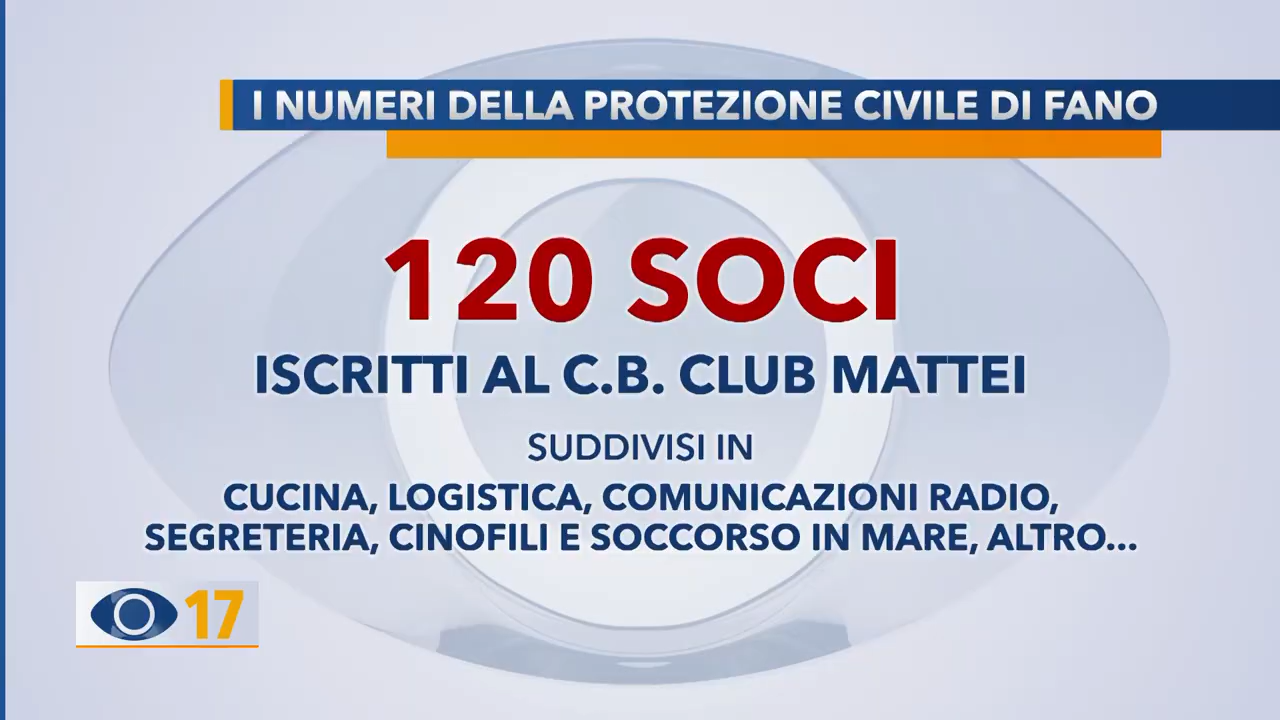 I NUMERI DELLA PROTEZIONE CIVILE DI FANO
120 SOCI
ISCRITTI AL C.B. CLUB MATTEI
SUDDIVISI IN
CUCINA, LOGISTICA, COMUNICAZIONI RADIO,
SEGRETERIA, CINOFILI E SOCCORSO IN MARE, ALTRO...
17